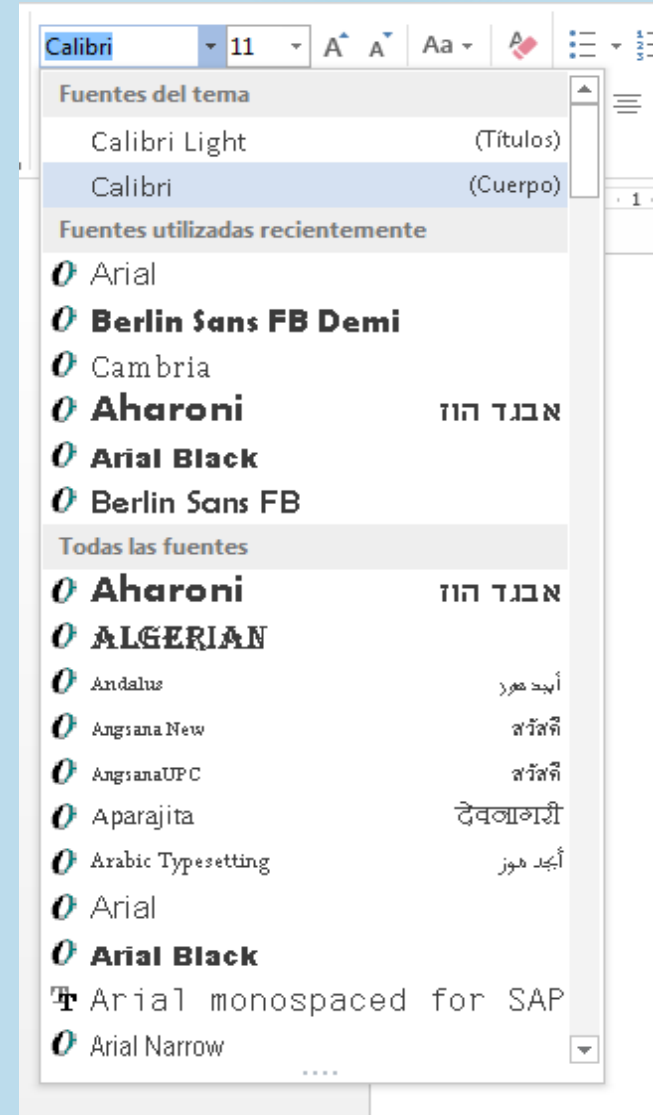 Calibri 11 A A Aa
Fuentes del tema
Calibri Light (Títulos)
Calibri (Cuerpo)
1
Fuentes utilizadas recientemente
Arial
Berlin Sans FB Demi
Cambria
Aharoni אבגד הוז
Arial Black
Berlin Sans FB
Todas las fuentes
Aharoni אבגד הוז
ALGERIAN
Andalus أبجد هوز
Angsana New สวัสดี
AngsanaUPC สวัสดี
Aparajita देवनागरी
Arabic Typesetting أبجد هوز
Arial
Arial Black
Arial monospaced for SAP
Arial Narrow